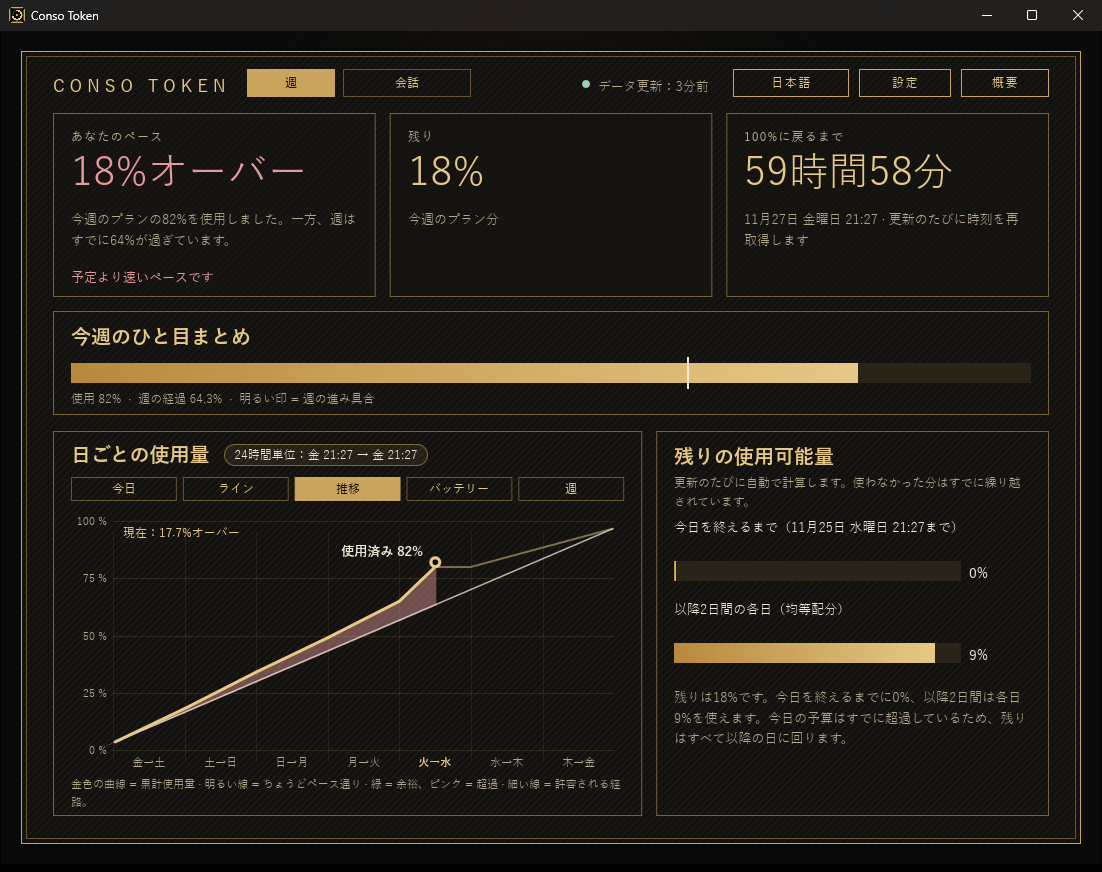 Conso Token
CONSO TOKEN
週
会話
データ更新：3分前
日本語
設定
概要
あなたのペース
18%オーバー
今週のプランの82%を使用しました。一方、週は
すでに64%が過ぎています。
予定より速いペースです
残り
18%
今週のプラン分
100%に戻るまで
59時間58分
11月27日 金曜日 21:27 · 更新のたびに時刻を再
取得します
今週のひと目まとめ
使用 82% · 週の経過 64.3% · 明るい印 = 週の進み具合
日ごとの使用量
24時間単位：金 21:27 → 金 21:27
今日
ライン
推移
バッテリー
週
100 %
現在：17.7%オーバー
使用済み 82%
75 %
50 %
25 %
0 %
金→土
土→日
日→月
月→火
火→水
水→木
木→金
金色の曲線 = 累計使用量 · 明るい線 = ちょうどペース通り · 緑 = 余裕、ピンク = 超過 · 細い線 = 許容される経
路。
残りの使用可能量
更新のたびに自動で計算します。使わなかった分はすでに繰り越
されています。
今日を終えるまで（11月25日 水曜日 21:27まで）
0%
以降2日間の各日（均等配分）
9%
残りは18%です。今日を終えるまでに0%、以降2日間は各日
9%を使えます。今日の予算はすでに超過しているため、残り
はすべて以降の日に回ります。